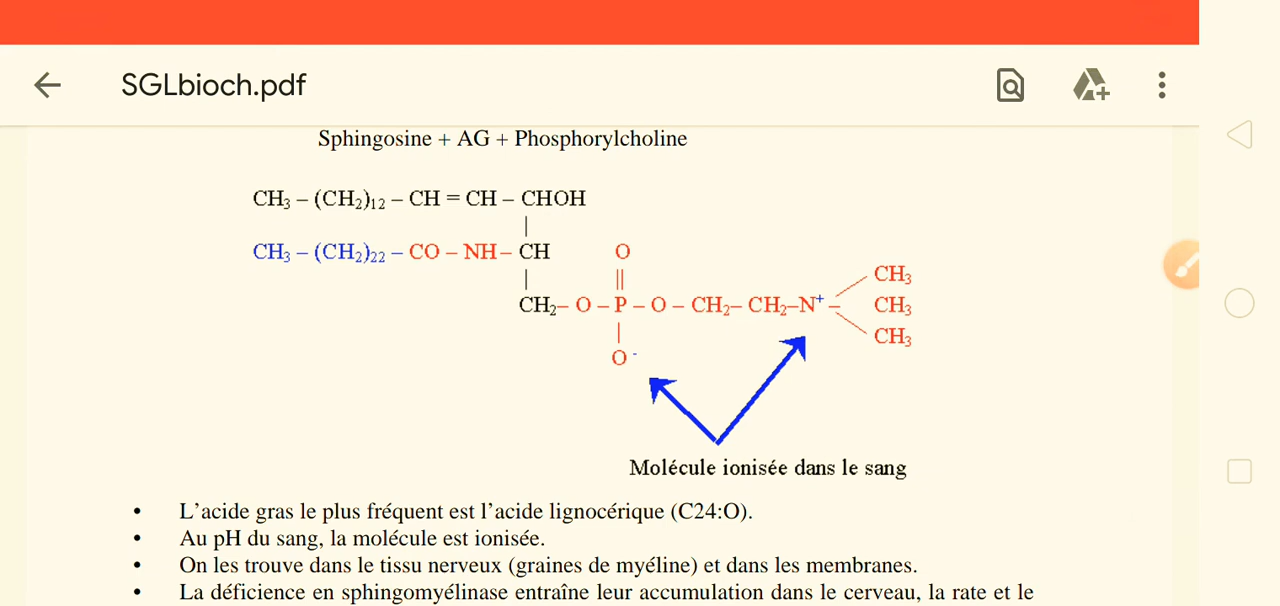 SGLbioch.pdf
Sphingosine + AG + Phosphorylcholine
CH₃ – (CH₂)₁₂ – CH = CH – CHOH
|
CH₃ – (CH₂)₂₂ – CO – NH – CH O
| || CH₃
CH₂– O – P – O – CH₂– CH₂–N⁺ – CH₃
| CH₃
O -
Molécule ionisée dans le sang
• L’acide gras le plus fréquent est l’acide lignocérique (C24:O).
• Au pH du sang, la molécule est ionisée.
• On les trouve dans le tissu nerveux (graines de myéline) et dans les membranes.
• La déficience en sphingomyélinase entraîne leur accumulation dans le cerveau, la rate et le